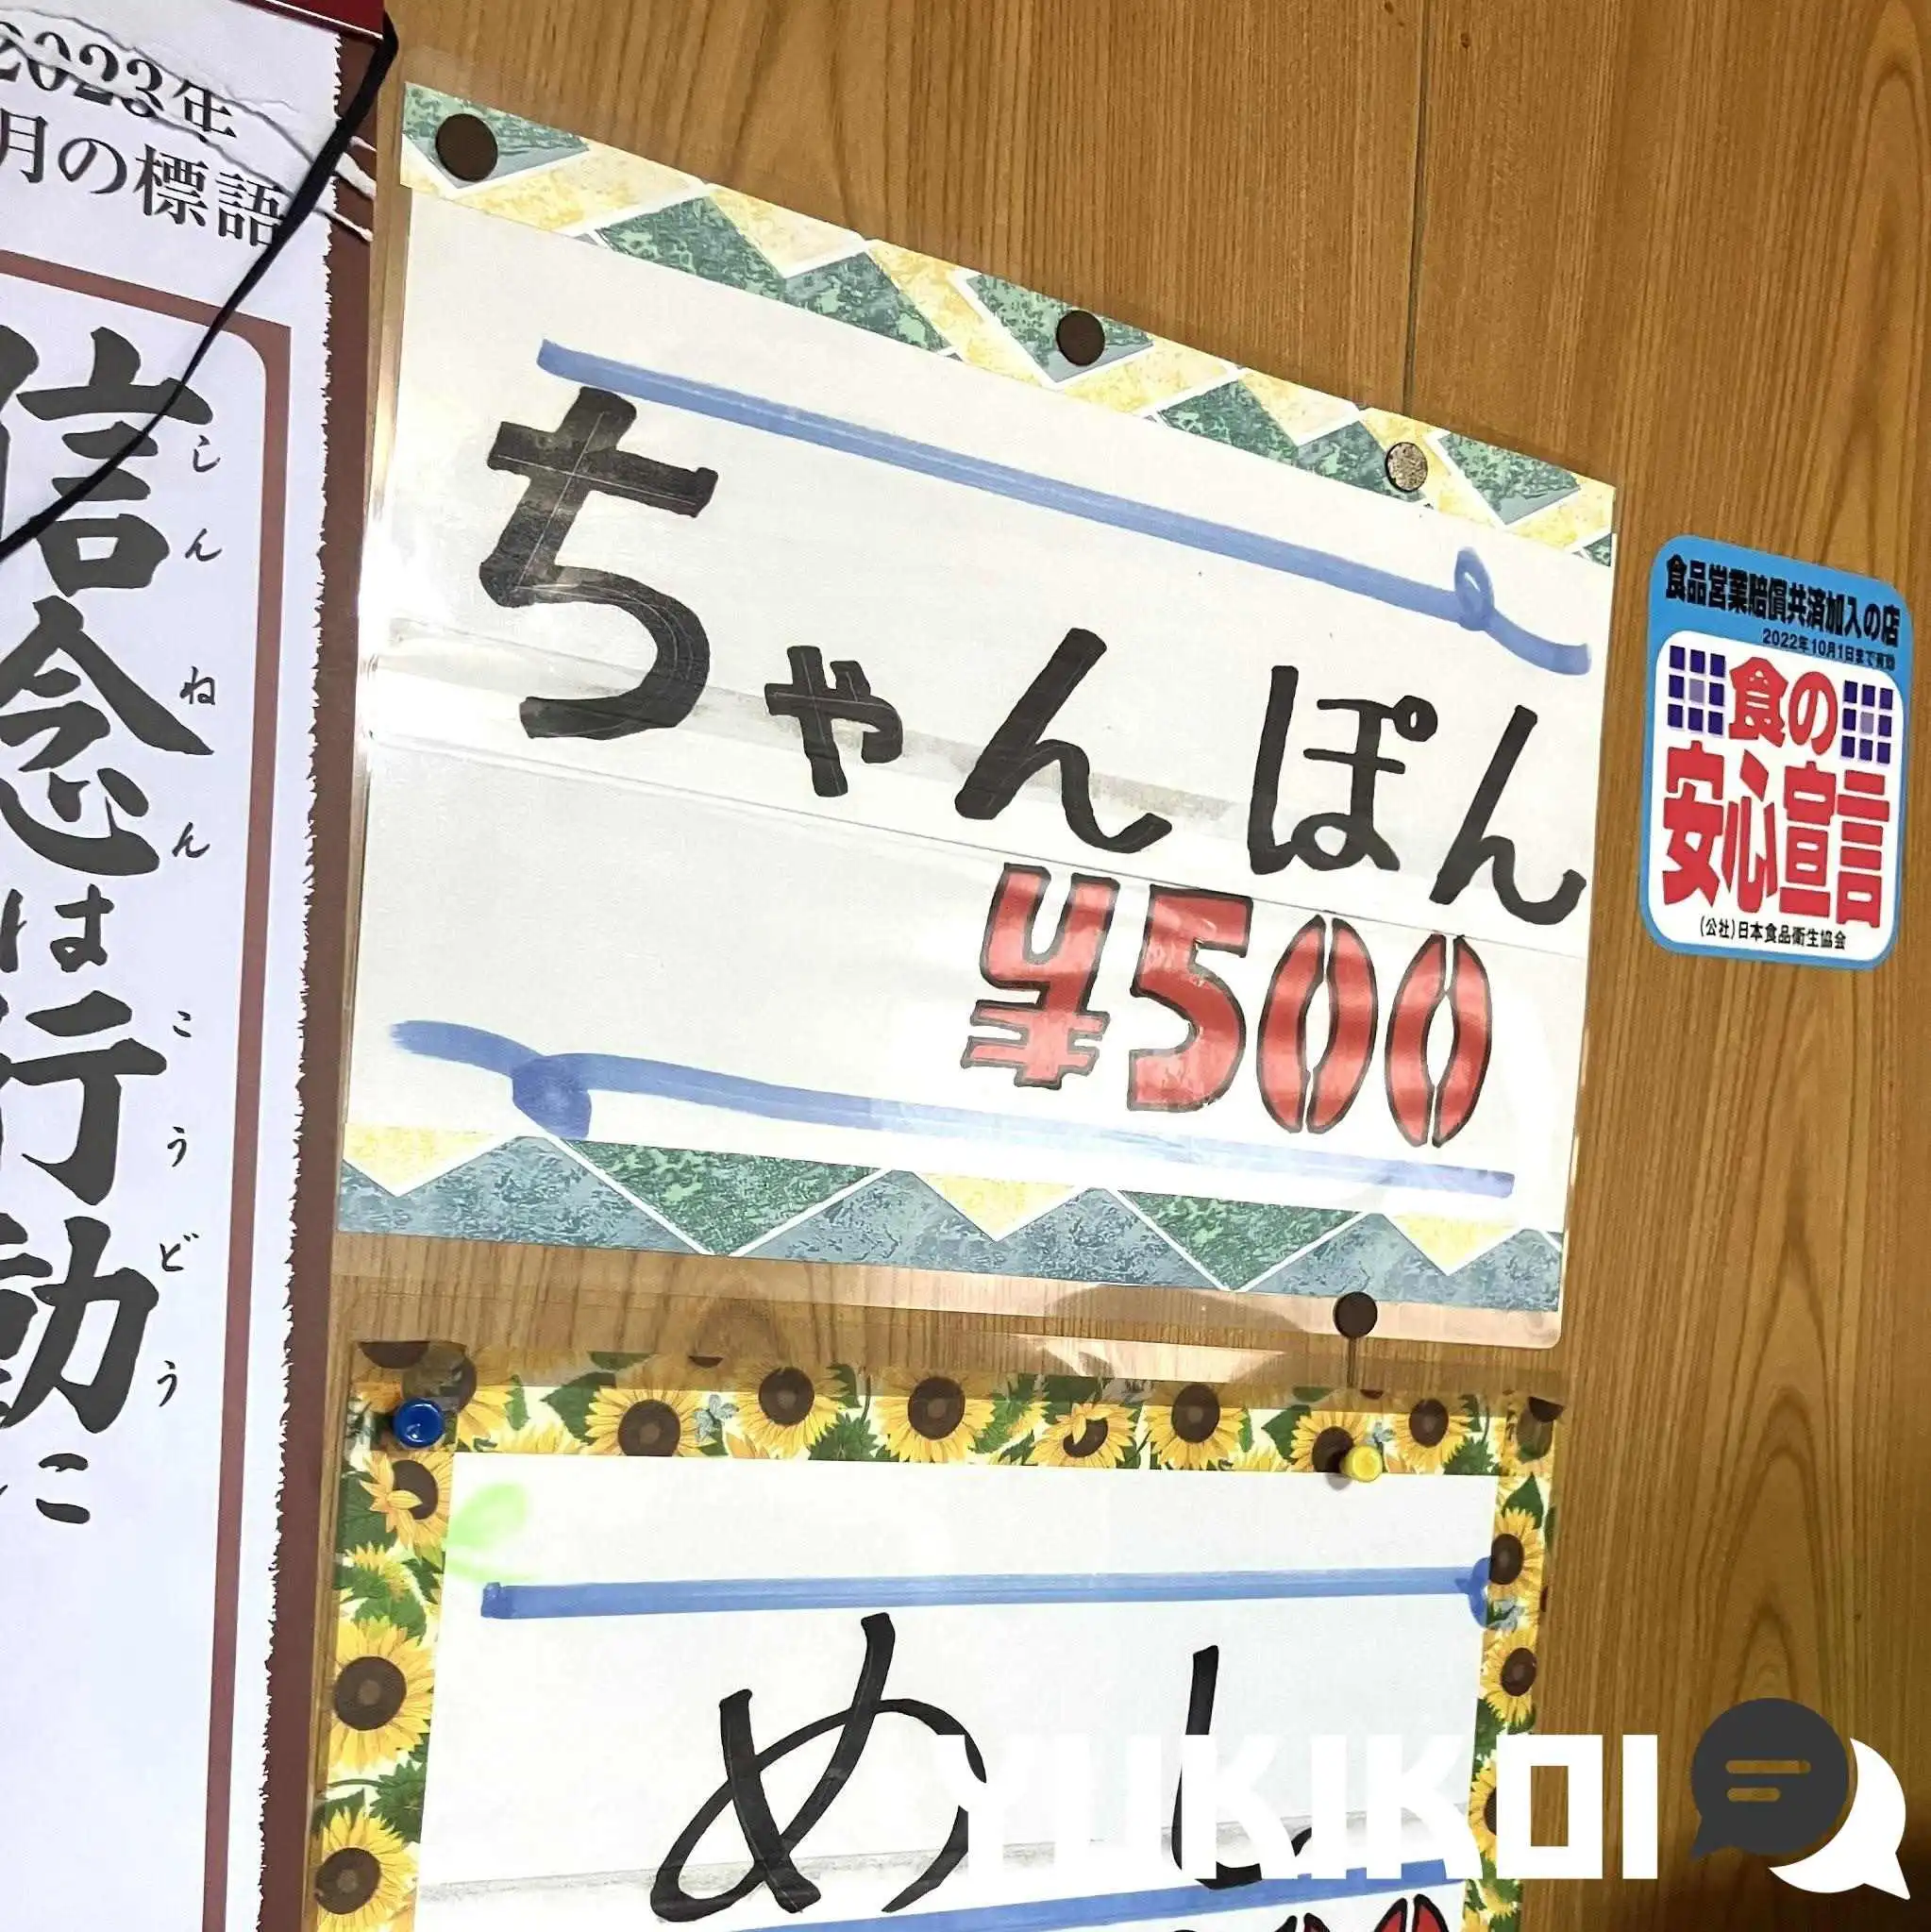 2023年
月の標語
信念は行動に
しんねん
こうどう
ちゃんぽん
¥500
食品営業賠償共済加入の店
2022年10月1日まで有効
食の
安心宣言
(公社)日本食品衛生協会
めし
YUKIKOI